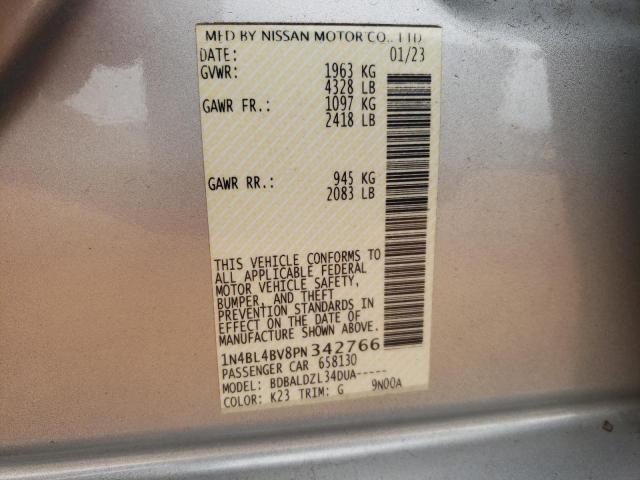 MFD BY NISSAN MOTOR CO., LTD.
DATE: 01/23
GVWR: 1963 KG
4328 LB
GAWR FR.: 1097 KG
2418 LB
GAWR RR.: 945 KG
2083 LB
THIS VEHICLE CONFORMS TO
ALL APPLICABLE FEDERAL
MOTOR VEHICLE SAFETY,
BUMPER, AND THEFT
PREVENTION STANDARDS IN
EFFECT ON THE DATE OF
MANUFACTURE SHOWN ABOVE.
1N4BL4BV8PN342766
PASSENGER CAR 658130
MODEL: BDBALDZL34DUA-----
COLOR: K23 TRIM: G 9N00A